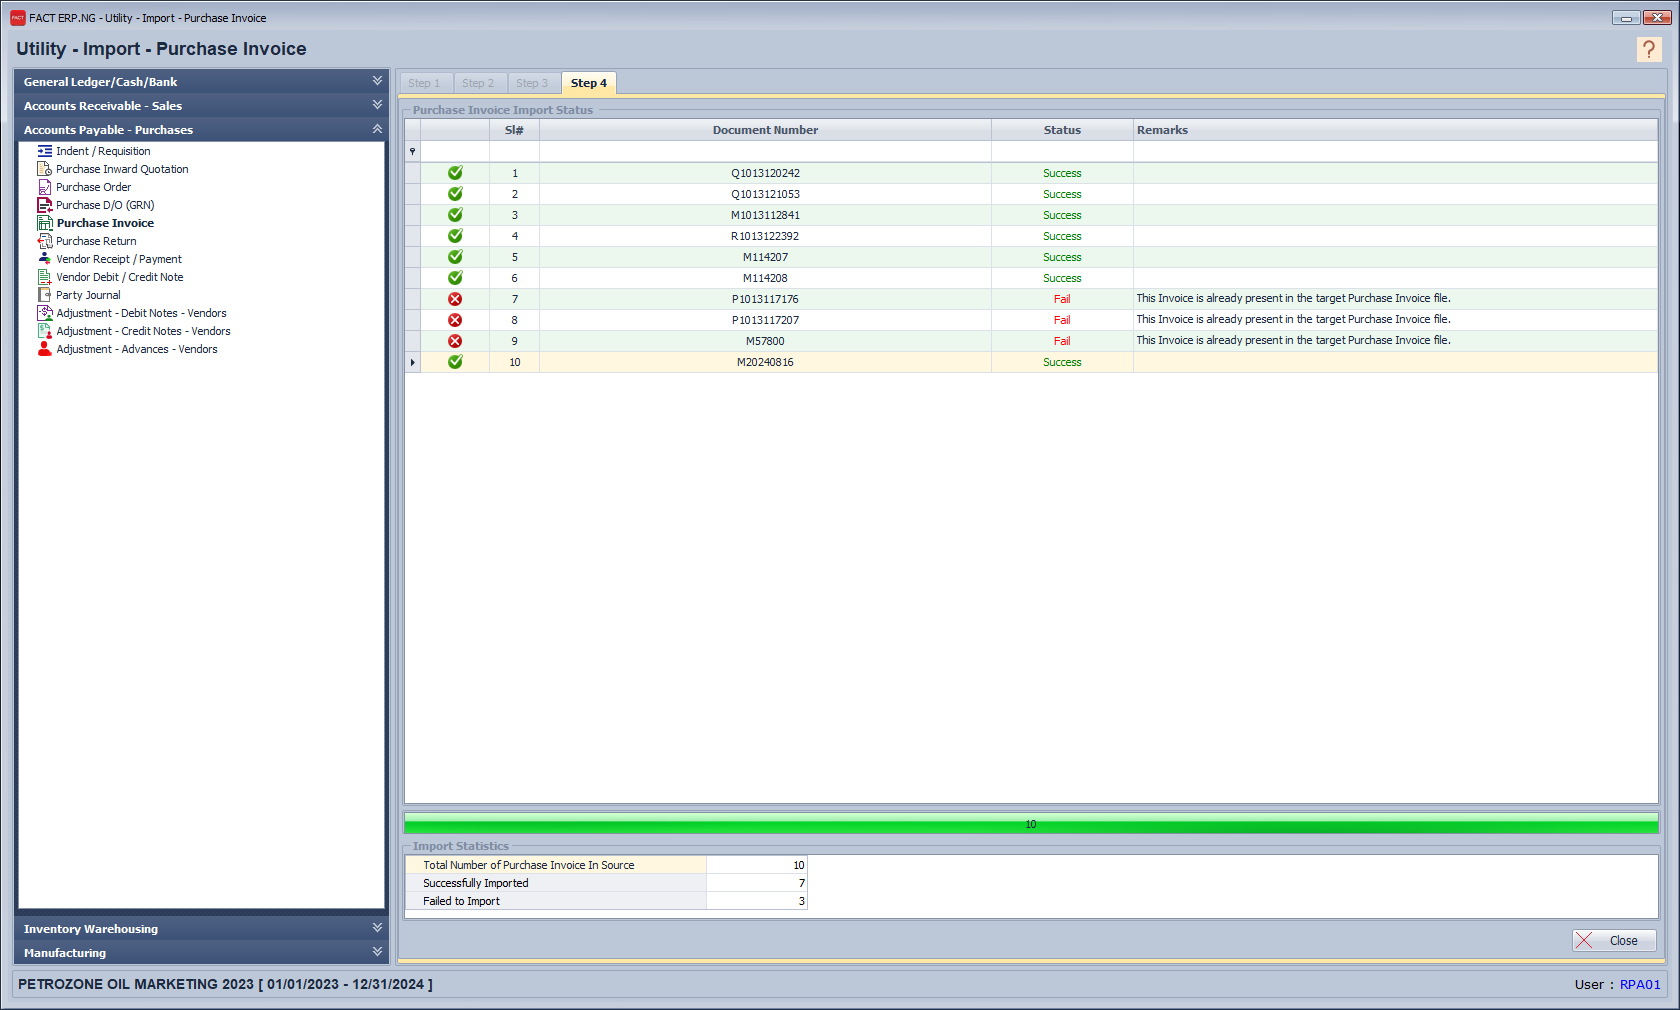 FACT FACT ERP.NG - Utility - Import - Purchase Invoice
Utility - Import - Purchase Invoice
?
General Ledger/Cash/Bank
Accounts Receivable - Sales
Accounts Payable - Purchases
Indent / Requisition
Purchase Inward Quotation
Purchase Order
Purchase D/O (GRN)
Purchase Invoice
Purchase Return
Vendor Receipt / Payment
Vendor Debit / Credit Note
Party Journal
Adjustment - Debit Notes - Vendors
Adjustment - Credit Notes - Vendors
Adjustment - Advances - Vendors
Inventory Warehousing
Manufacturing
Step 1 Step 2 Step 3 Step 4
Purchase Invoice Import Status
Sl# Document Number Status Remarks
1 Q1013120242 Success
2 Q1013121053 Success
3 M1013112841 Success
4 R1013122392 Success
5 M114207 Success
6 M114208 Success
7 P1013117176 Fail This Invoice is already present in the target Purchase Invoice file.
8 P1013117207 Fail This Invoice is already present in the target Purchase Invoice file.
9 M57800 Fail This Invoice is already present in the target Purchase Invoice file.
10 M20240816 Success
10
Import Statistics
Total Number of Purchase Invoice In Source 10
Successfully Imported 7
Failed to Import 3
Close
PETROZONE OIL MARKETING 2023 [ 01/01/2023 - 12/31/2024 ] User : RPA01